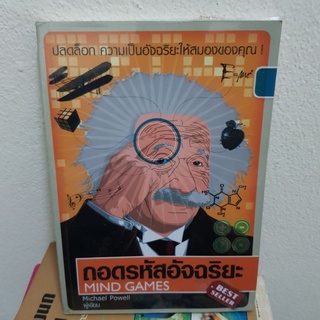 ปลดล็อก ความเป็นอัจฉริยะให้สมองของคุณ !
ถอดรหัสอัจฉริยะ
MIND GAMES
Michael Powell
ผู้เขียน
BEST
SELLER